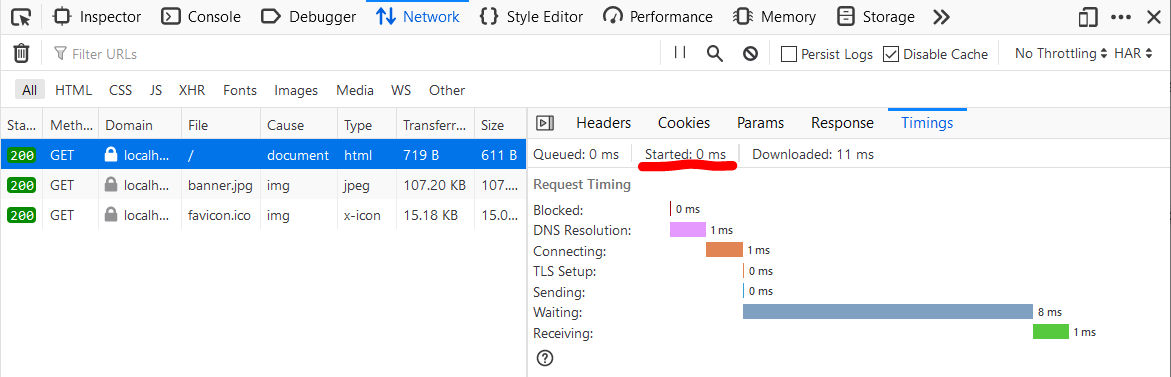 Inspector Console Debugger Network Style Editor Performance Memory Storage
Filter URLs Persist Logs Disable Cache No Throttling HAR
All HTML CSS JS XHR Fonts Images Media WS Other
Sta... Meth... Domain File Cause Type Transferr... Size
200 GET localh... / document html 719 B 611 B
200 GET localh... banner.jpg img jpeg 107.20 KB 107....
200 GET localh... favicon.ico img x-icon 15.18 KB 15.0...
Headers Cookies Params Response Timings
Queued: 0 ms Started: 0 ms Downloaded: 11 ms
Request Timing
Blocked: 0 ms
DNS Resolution: 1 ms
Connecting: 1 ms
TLS Setup: 0 ms
Sending: 0 ms
Waiting: 8 ms
Receiving: 1 ms